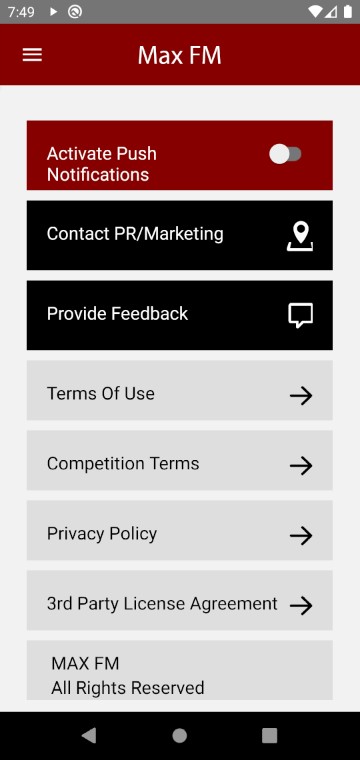 7:49
Max FM
Activate Push
Notifications
Contact PR/Marketing
Provide Feedback
Terms Of Use
Competition Terms
Privacy Policy
3rd Party License Agreement
MAX FM
All Rights Reserved